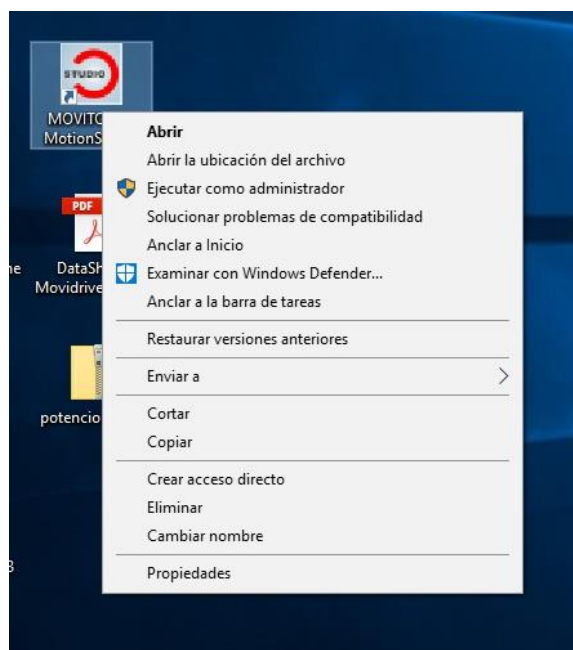 STUDIO
MOVITO
MotionS
Abrir
Abrir la ubicación del archivo
Ejecutar como administrador
Solucionar problemas de compatibilidad
Anclar a Inicio
Examinar con Windows Defender...
Anclar a la barra de tareas
Restaurar versiones anteriores
Enviar a
Cortar
Copiar
Crear acceso directo
Eliminar
Cambiar nombre
Propiedades
PDF
ne
DataSh
Movidrive
potencio
3